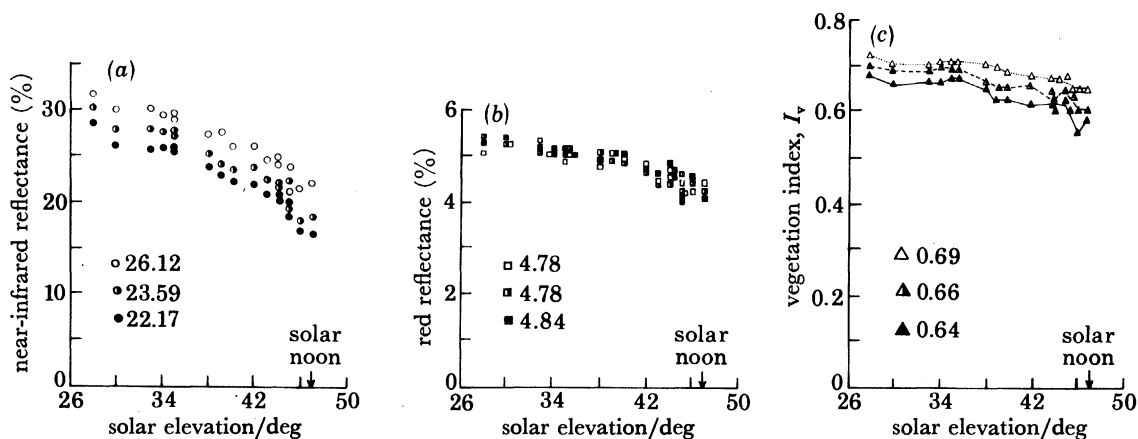 (a)
near-infrared reflectance (%)
30
20
10
0
26.12
23.59
22.17
solar
noon
26 34 42 50
solar elevation/deg
(b)
red reflectance (%)
6
4
2
0
4.78
4.78
4.84
solar
noon
26 34 42 50
solar elevation/deg
(c)
vegetation index, Iv
0.8
0.6
0.4
0.2
0
0.69
0.66
0.64
solar
noon
26 34 42 50
solar elevation/deg